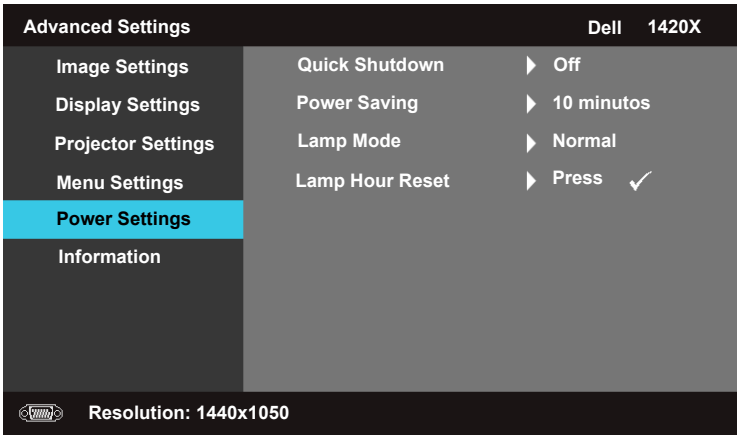 Advanced Settings Dell 1420X
Image Settings Quick Shutdown Off
Display Settings Power Saving 10 minutos
Projector Settings Lamp Mode Normal
Menu Settings Lamp Hour Reset Press
Power Settings
Information
Resolution: 1440x1050